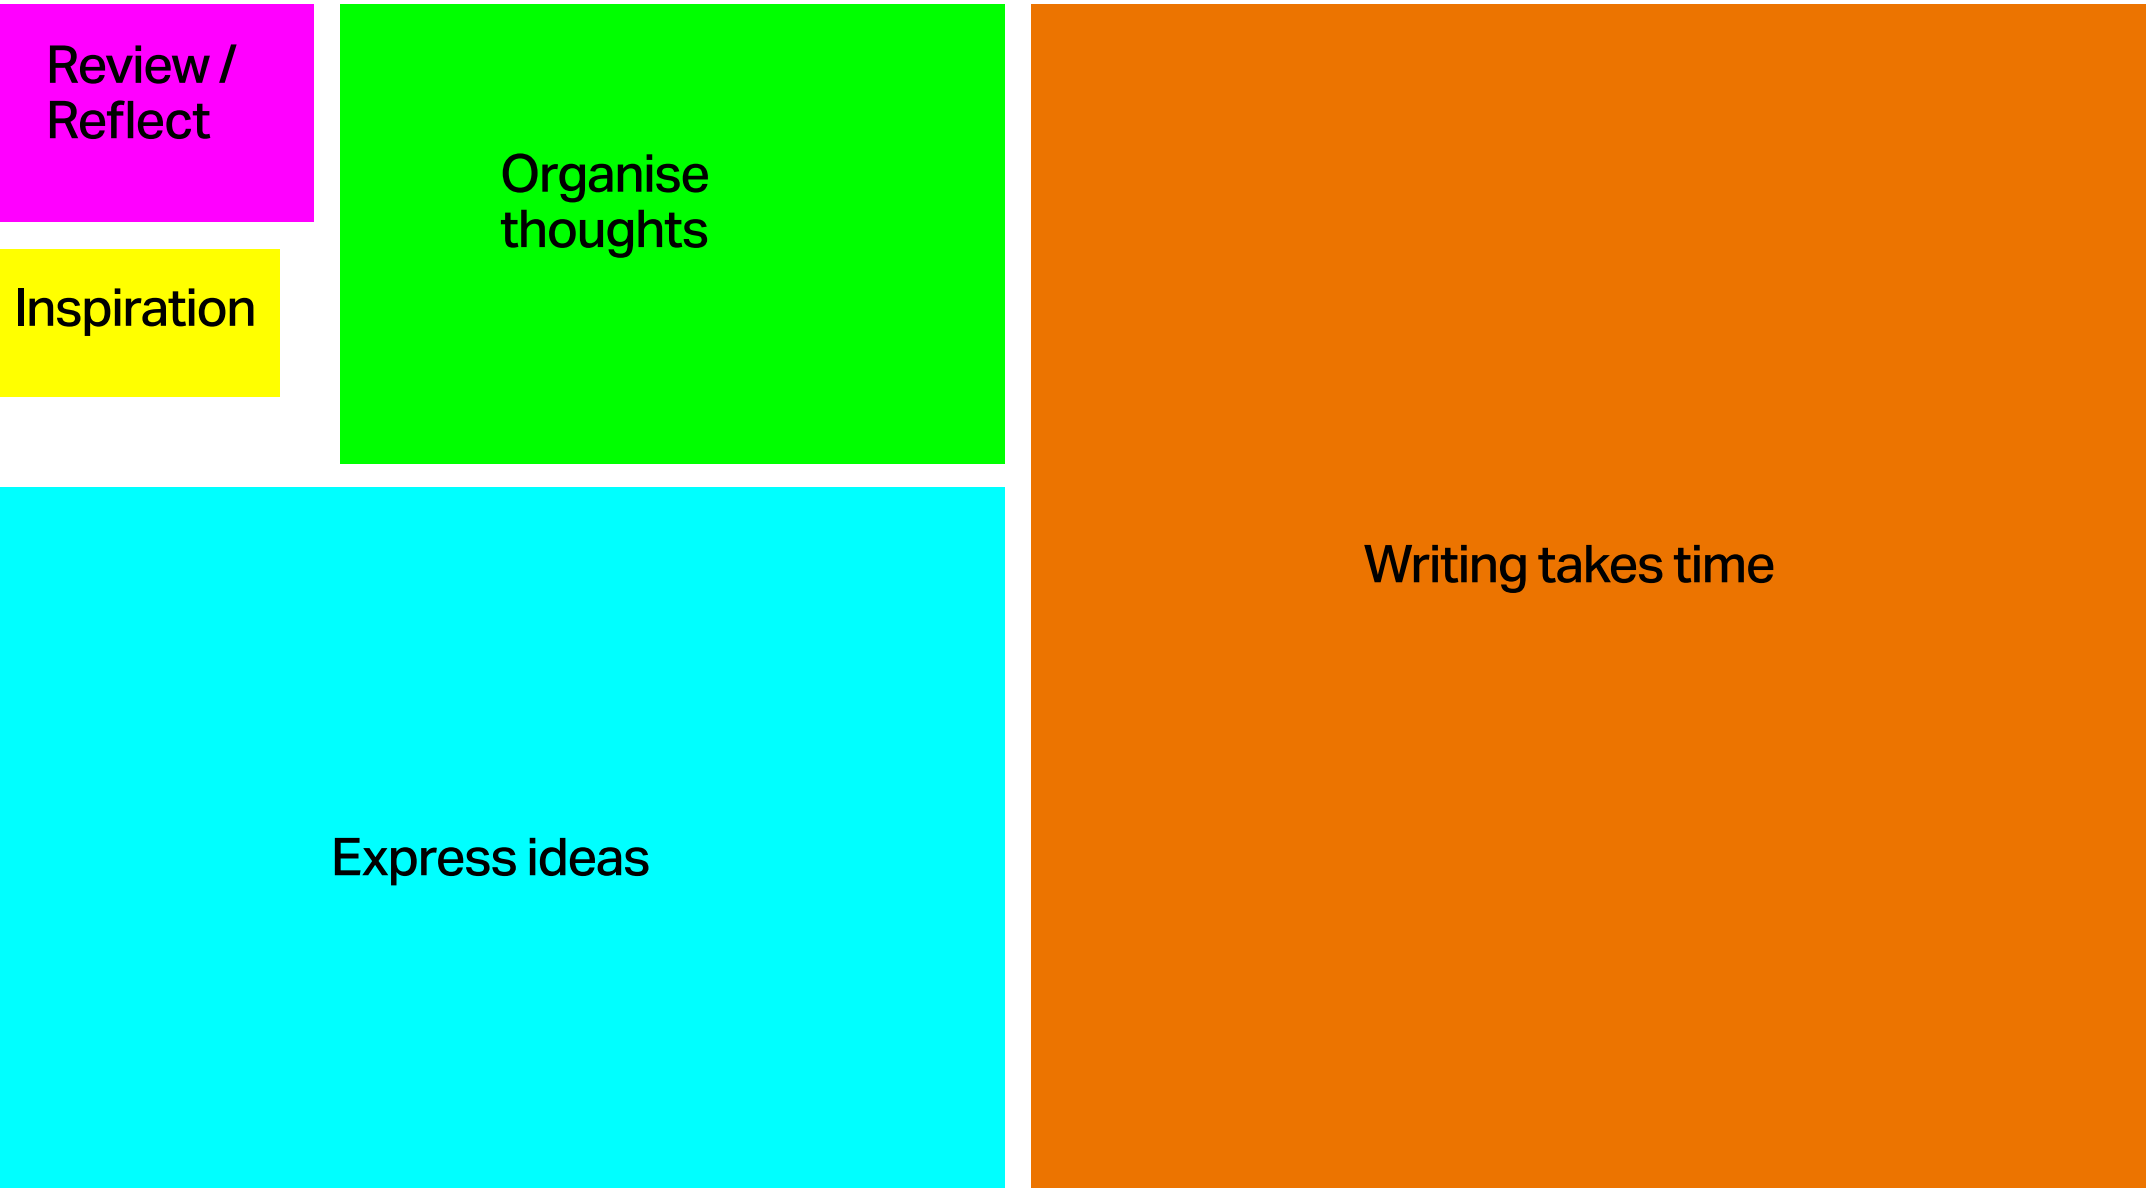 Review /
Reflect
Organise
thoughts
Inspiration
Writing takes time
Express ideas